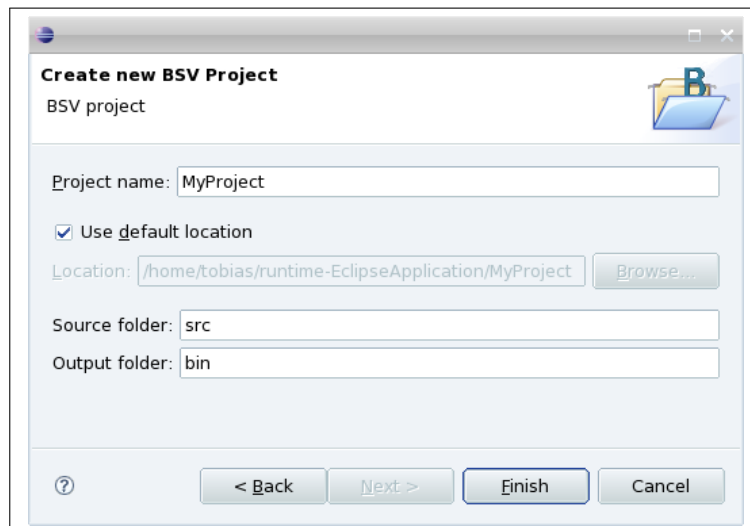 Create new BSV Project
BSV project
B
Project name: MyProject
Use default location
Location: /home/tobias/runtime-EclipseApplication/MyProject Browse...
Source folder: src
Output folder: bin
? < Back Next > Finish Cancel